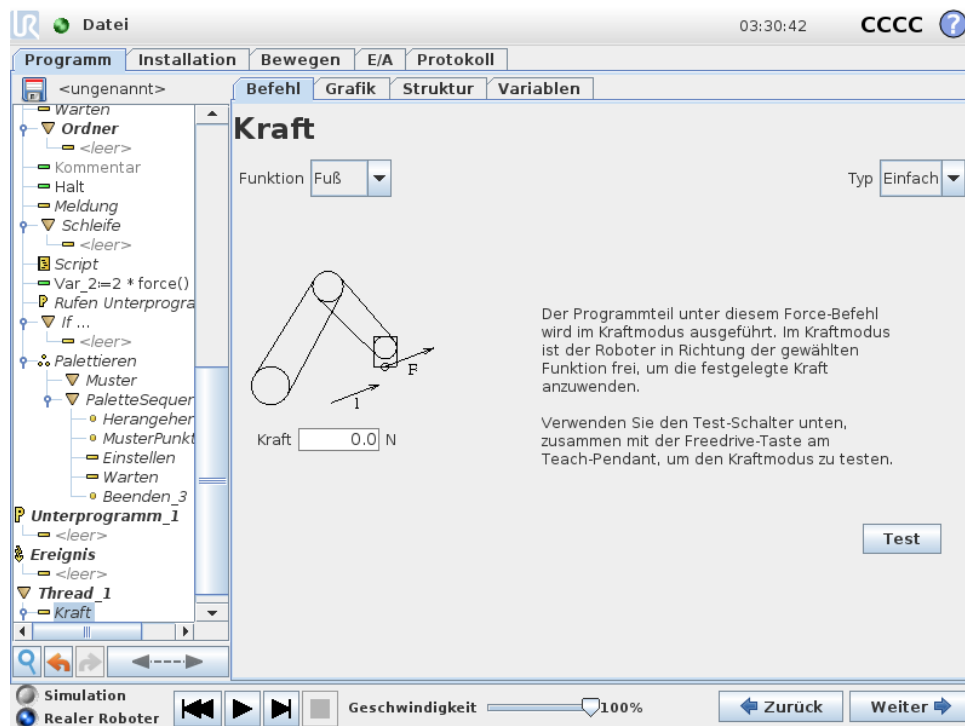 UR Datei 03:30:42 CCCC ?
Programm Installation Bewegen E/A Protokoll
<ungenannt>
Befehl Grafik Struktur Variablen
Warten
Ordner
<leer>
Kommentar
Halt
Meldung
Schleife
<leer>
Script
Var_2:=2 * force()
Rufen Unterprogra
If ...
<leer>
Palettieren
Muster
PaletteSequer
Herangeher
MusterPunkt
Einstellen
Warten
Beenden_3
P Unterprogramm_1
<leer>
Ereignis
<leer>
Thread_1
Kraft
Kraft
Funktion Fuß
Typ Einfach
F
1
Kraft 0.0 N
Der Programmteil unter diesem Force-Befehl
wird im Kraftmodus ausgeführt. Im Kraftmodus
ist der Roboter in Richtung der gewählten
Funktion frei, um die festgelegte Kraft
anzuwenden.
Verwenden Sie den Test-Schalter unten,
zusammen mit der Freedrive-Taste am
Teach-Pendant, um den Kraftmodus zu testen.
Test
Simulation
Realer Roboter
Geschwindigkeit 100%
Zurück Weiter